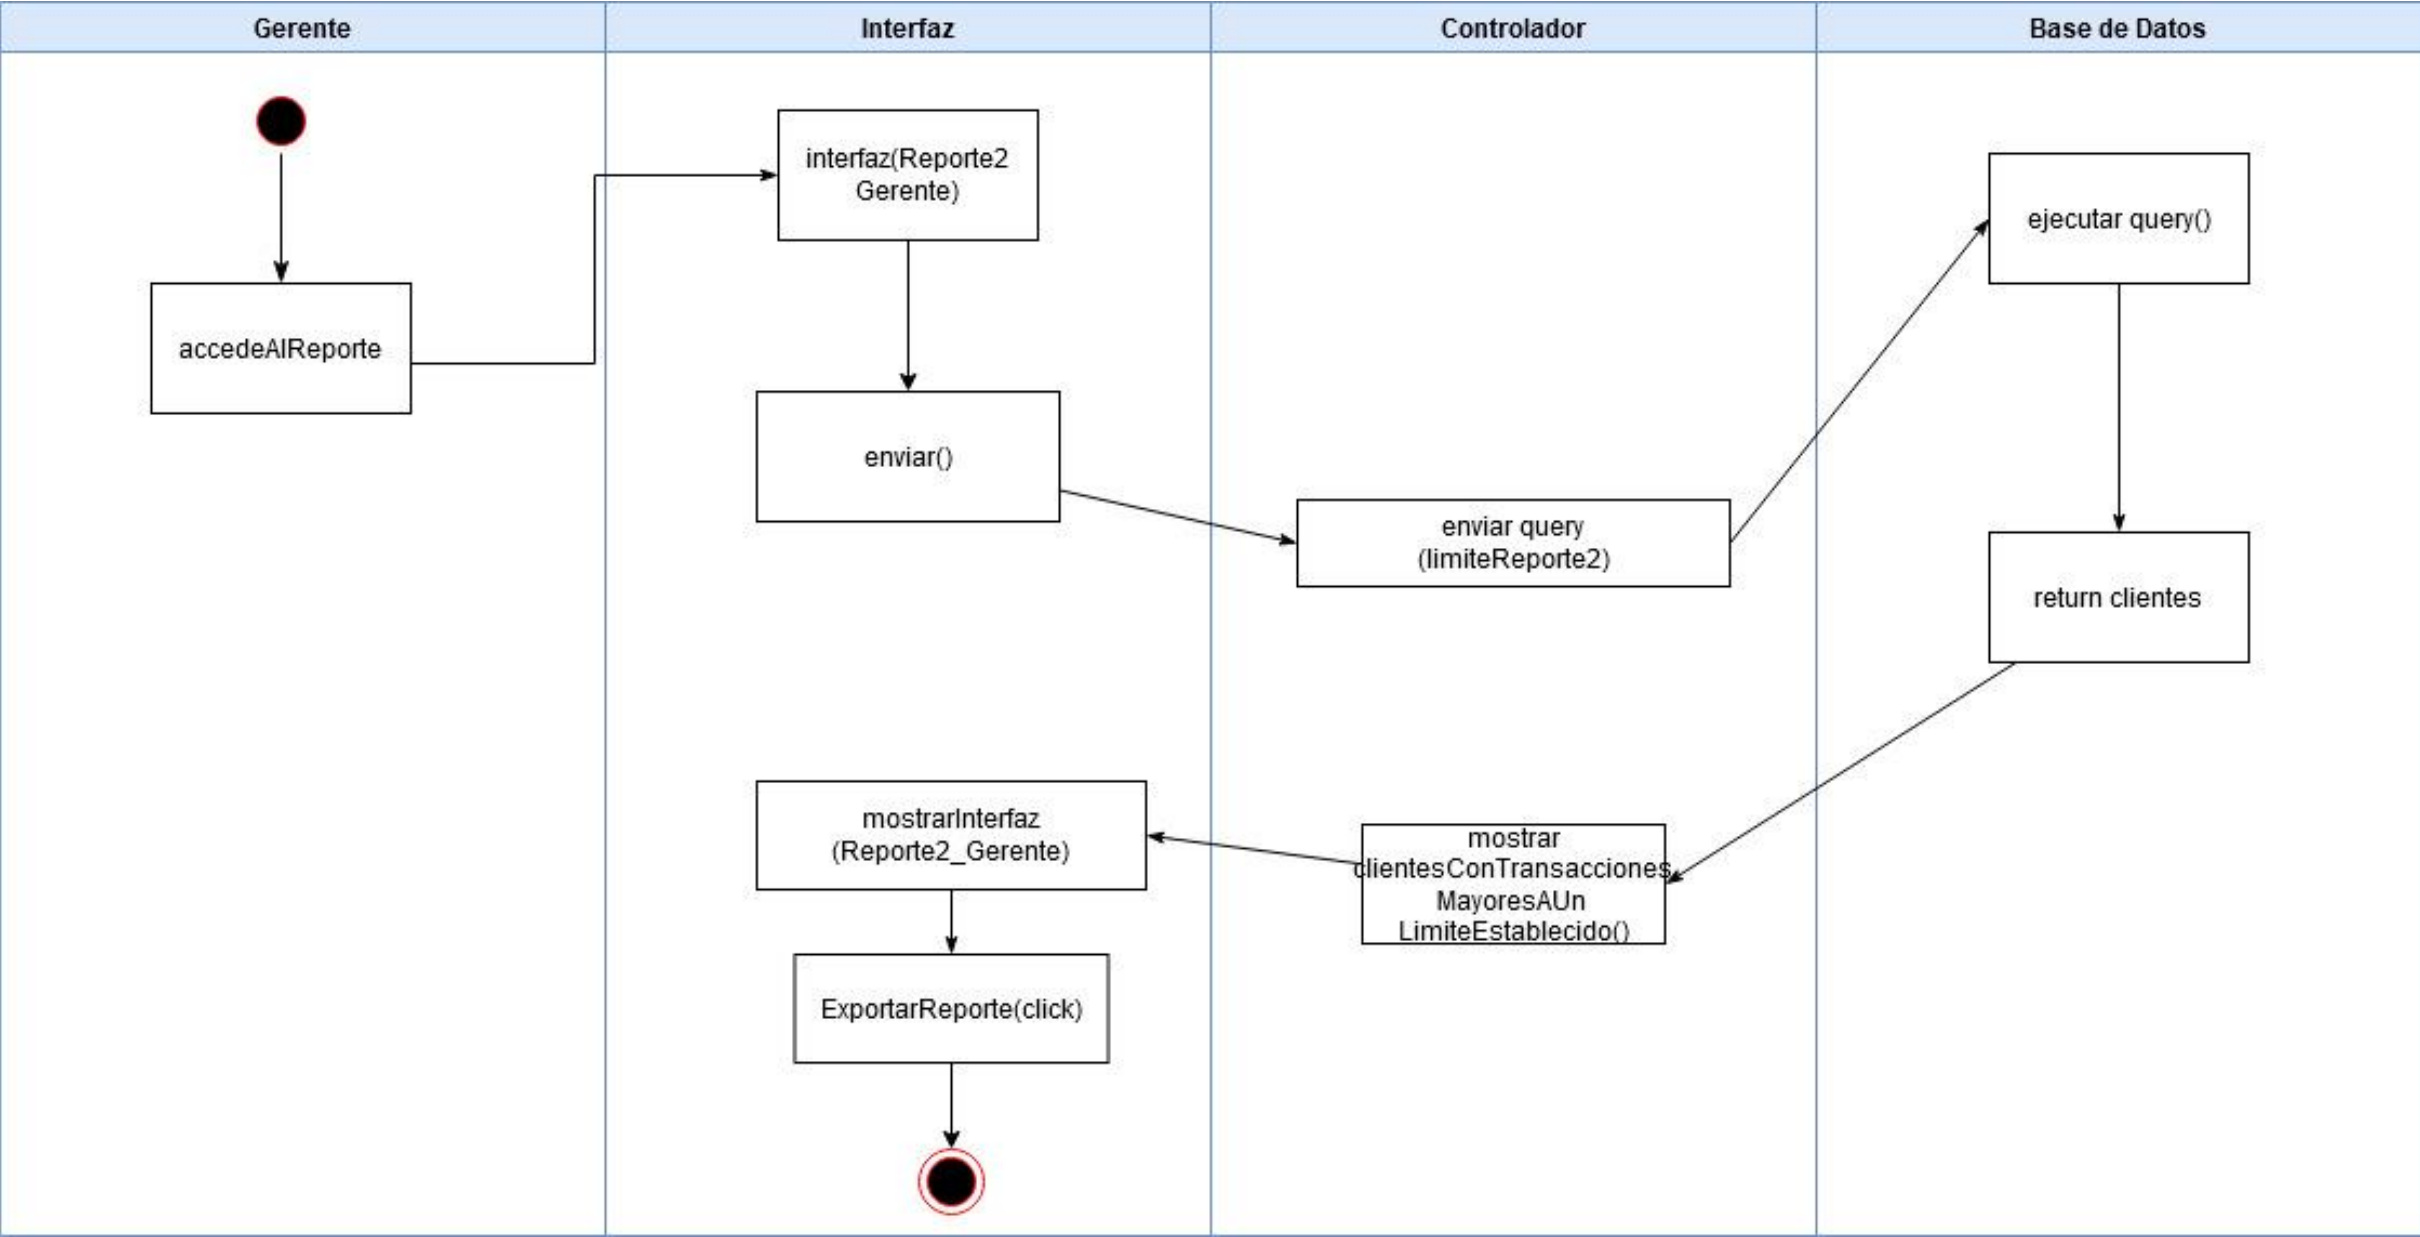 Gerente
Interfaz
Controlador
Base de Datos
accedeAlReporte
interfaz(Reporte2
Gerente)
enviar()
enviar query
(limiteReporte2)
ejecutar query()
return clientes
mostrar
clientesConTransacciones
MayoresAUn
LimiteEstablecido()
mostrarInterfaz
(Reporte2_Gerente)
ExportarReporte(click)